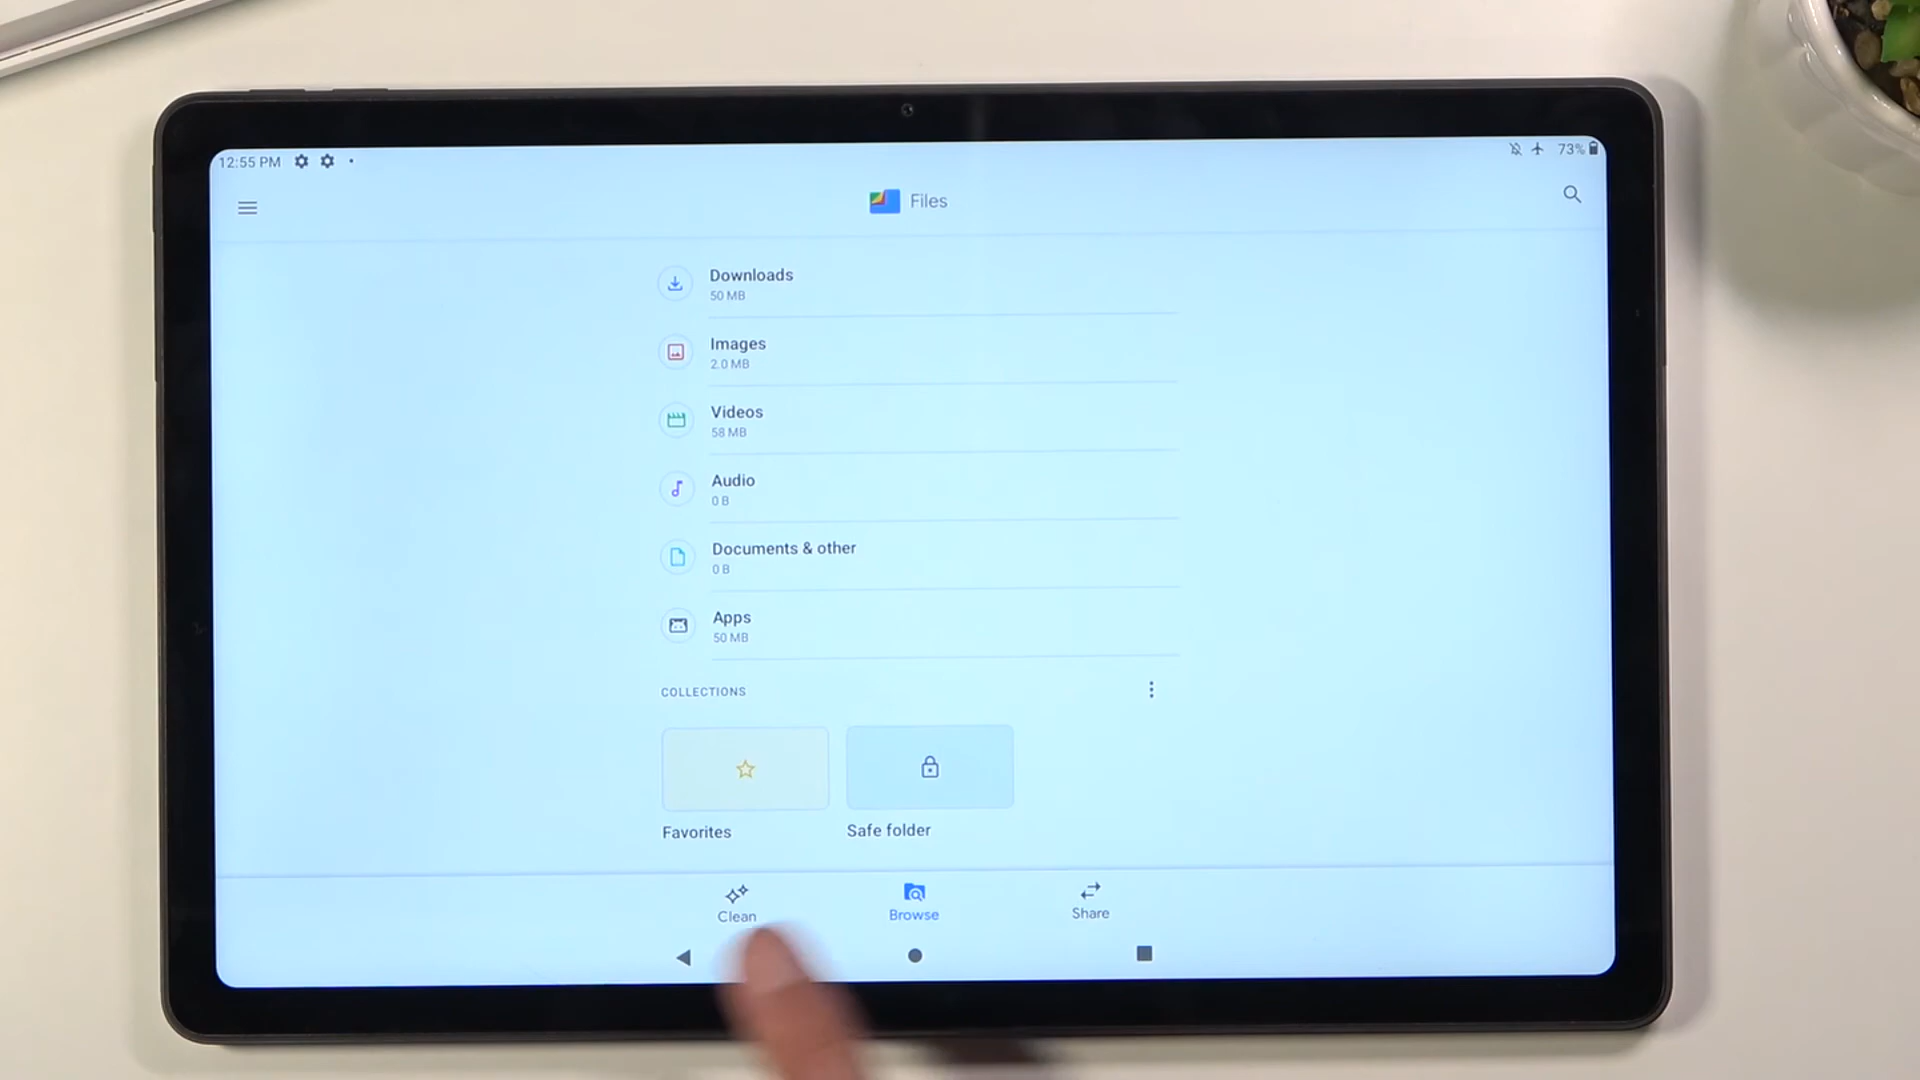 12:55 PM
73%
Files
Downloads
50 MB
Images
2.0 MB
Videos
58 MB
Audio
0 B
Documents & other
0 B
Apps
50 MB
COLLECTIONS
Favorites
Safe folder
Clean
Browse
Share